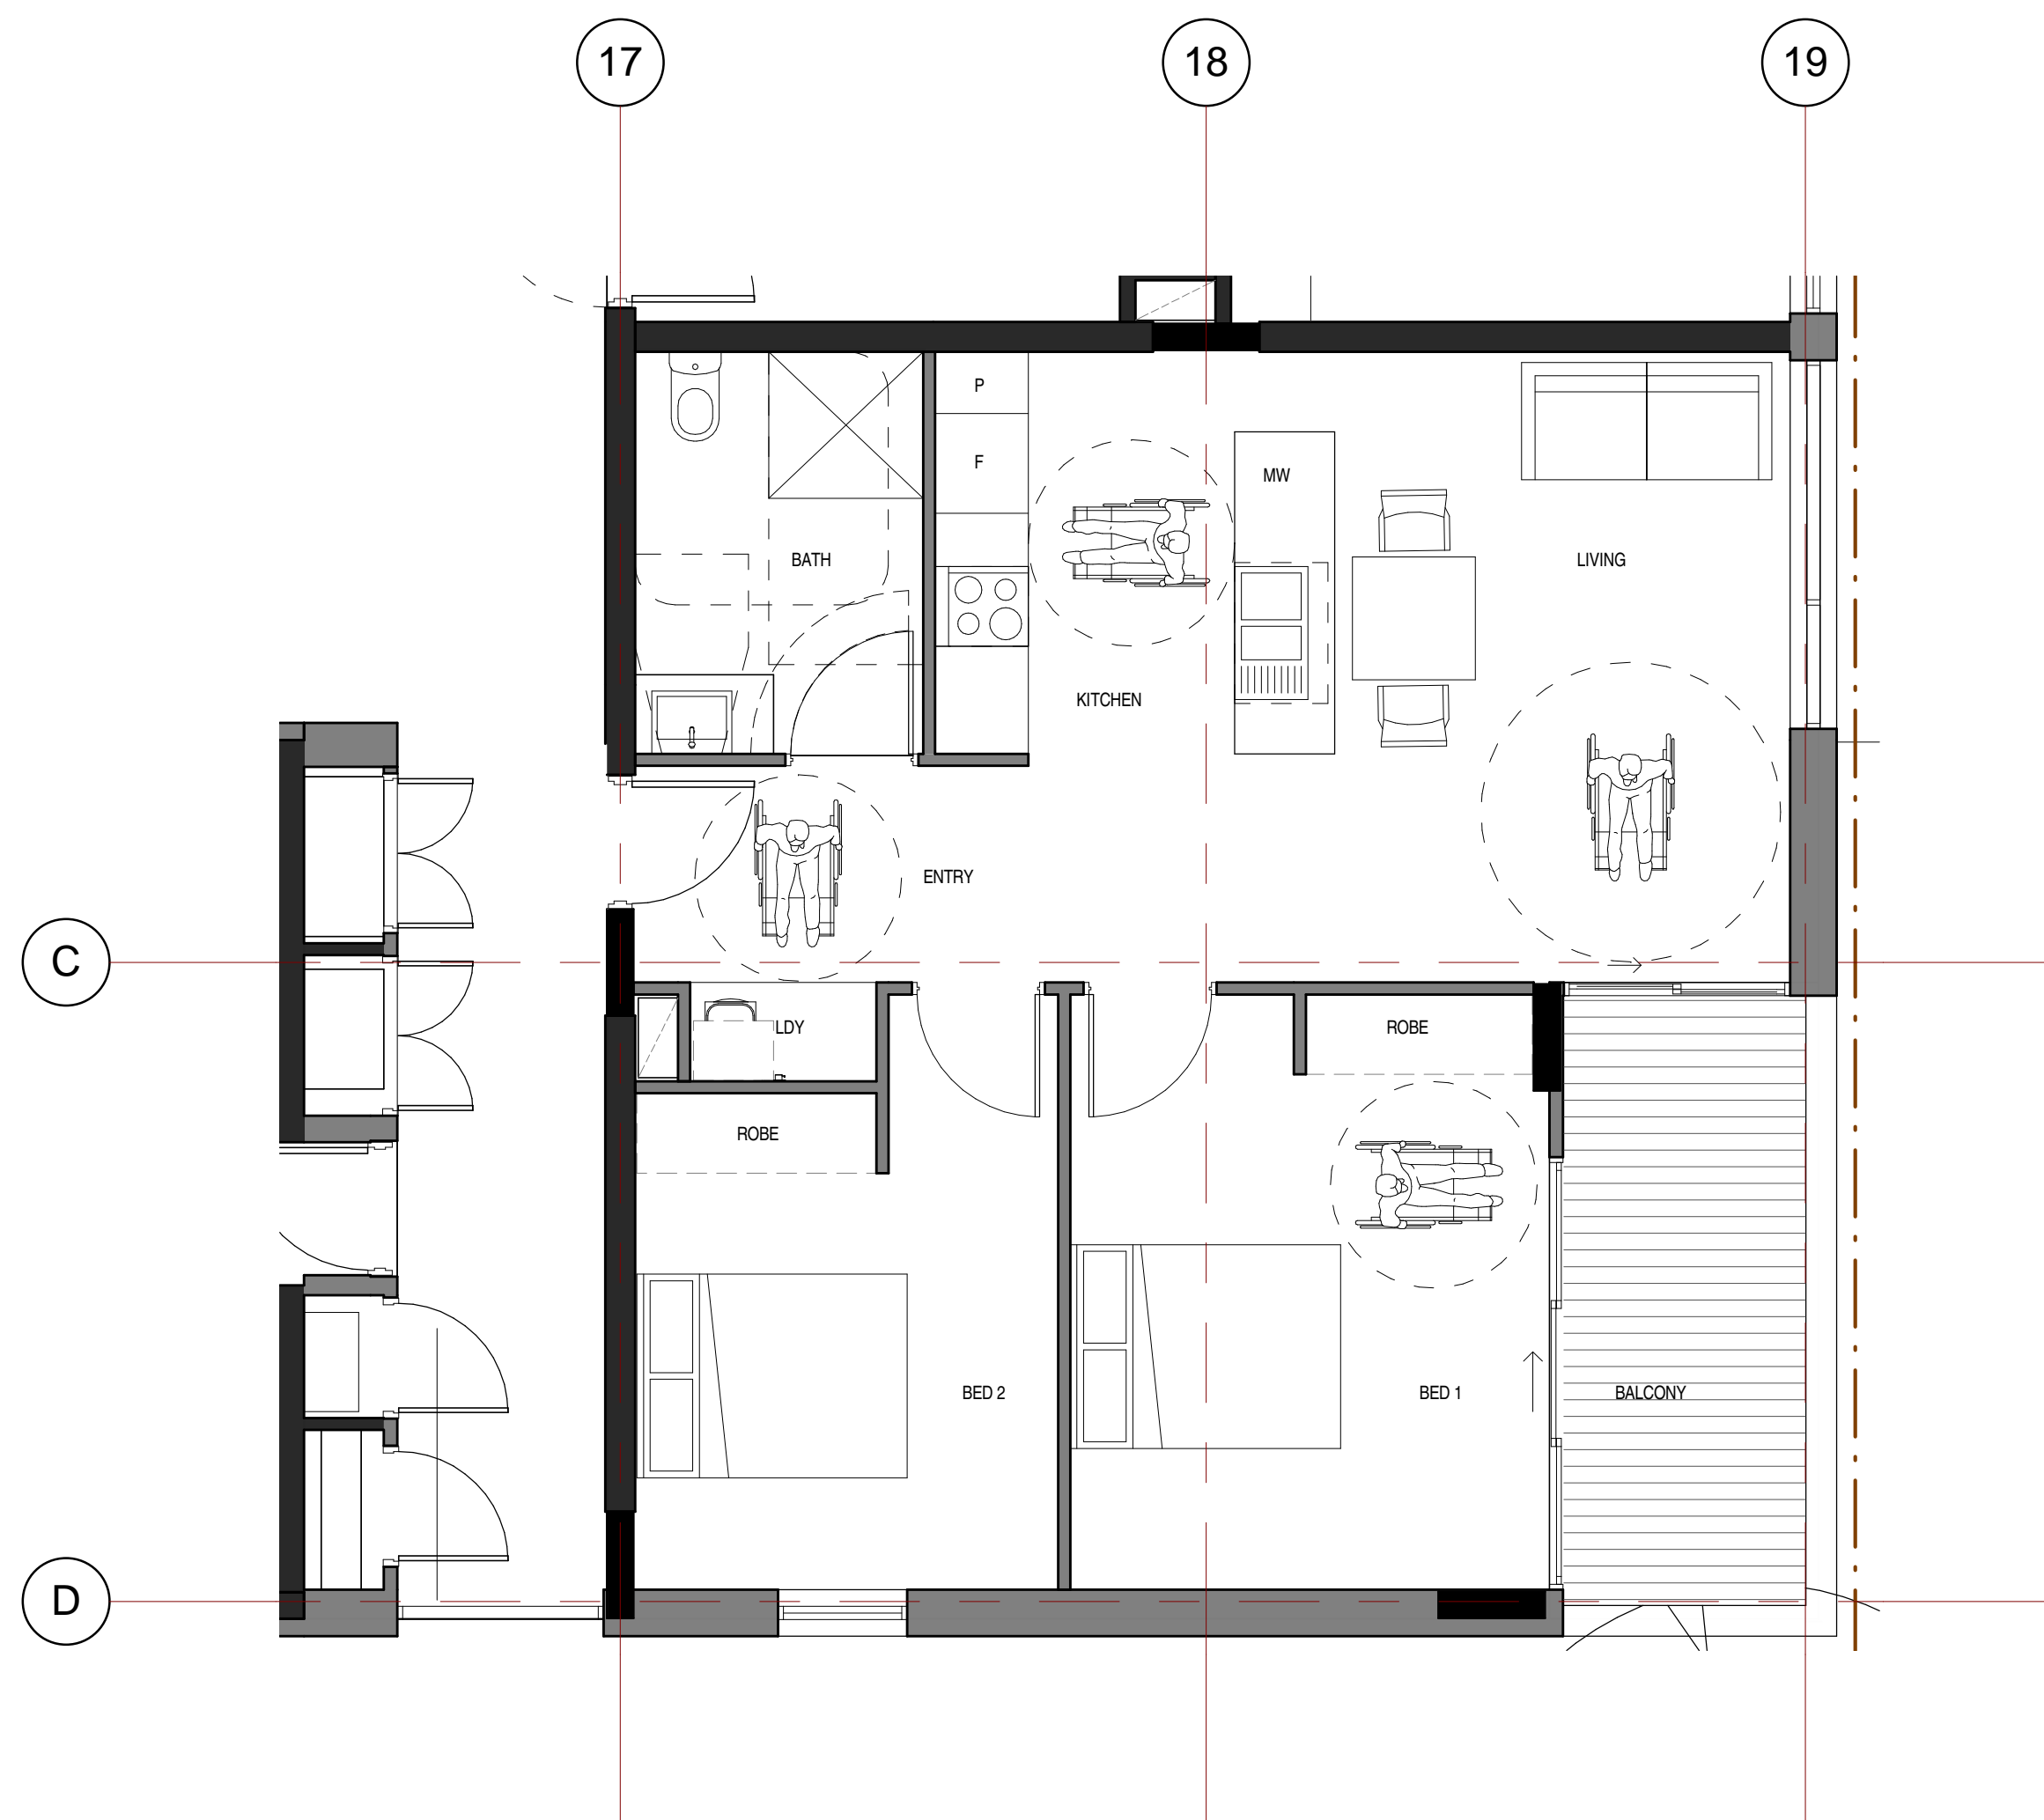 17
18
19
P
F
MW
BATH
LIVING
KITCHEN
ENTRY
C
LDY
ROBE
ROBE
BED 2
BED 1
BALCONY
D